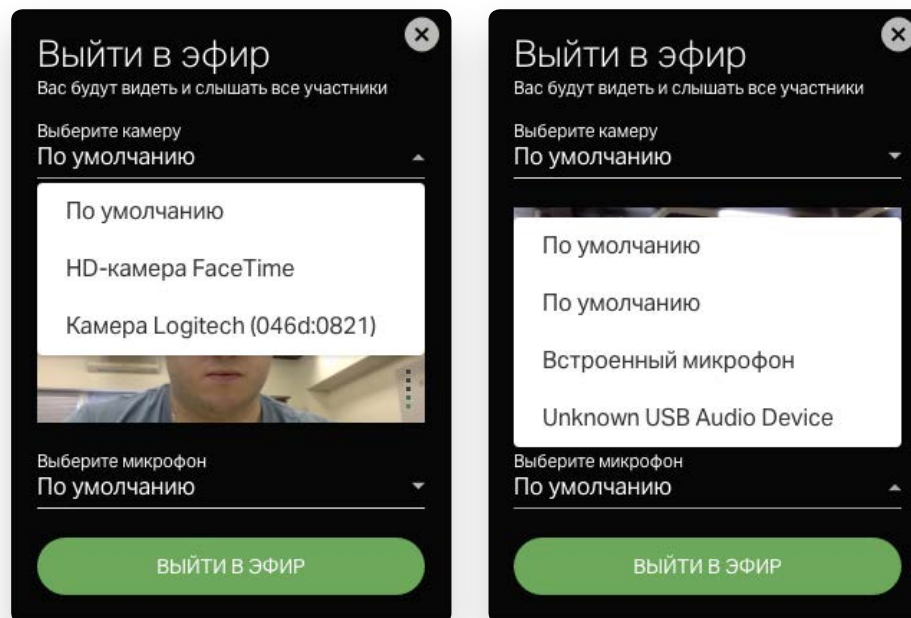 Выйти в эфир
Вас будут видеть и слышать все участники
Выберите камеру
По умолчанию
По умолчанию
HD-камера FaceTime
Камера Logitech (046d:0821)
Выберите микрофон
По умолчанию
ВЫЙТИ В ЭФИР
Выйти в эфир
Вас будут видеть и слышать все участники
Выберите камеру
По умолчанию
По умолчанию
По умолчанию
Встроенный микрофон
Unknown USB Audio Device
Выберите микрофон
По умолчанию
ВЫЙТИ В ЭФИР